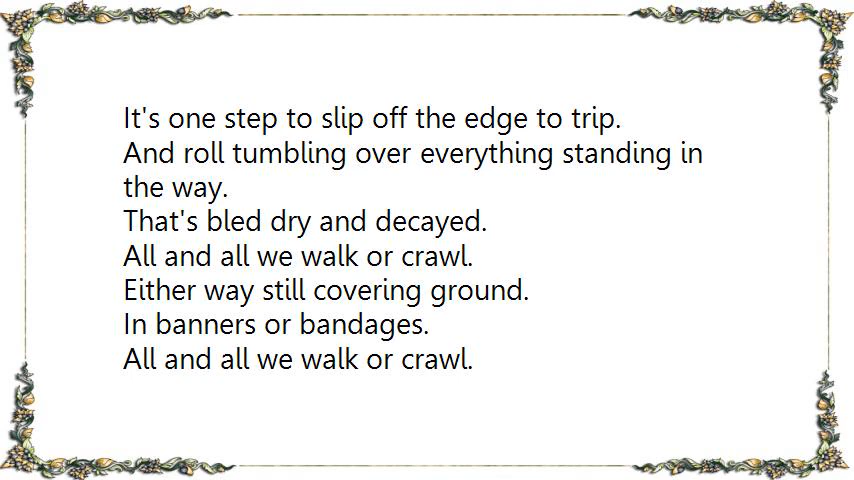 It's one step to slip off the edge to trip.
And roll tumbling over everything standing in
the way.
That's bled dry and decayed.
All and all we walk or crawl.
Either way still covering ground.
In banners or bandages.
All and all we walk or crawl.